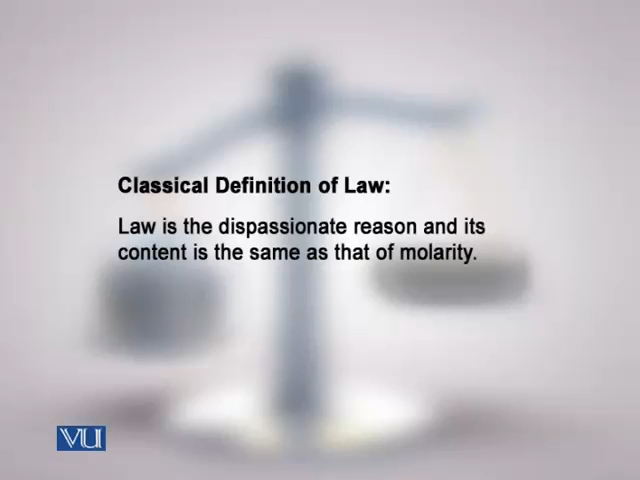 Classical Definition of Law:
Law is the dispassionate reason and its
content is the same as that of molarity.
VU